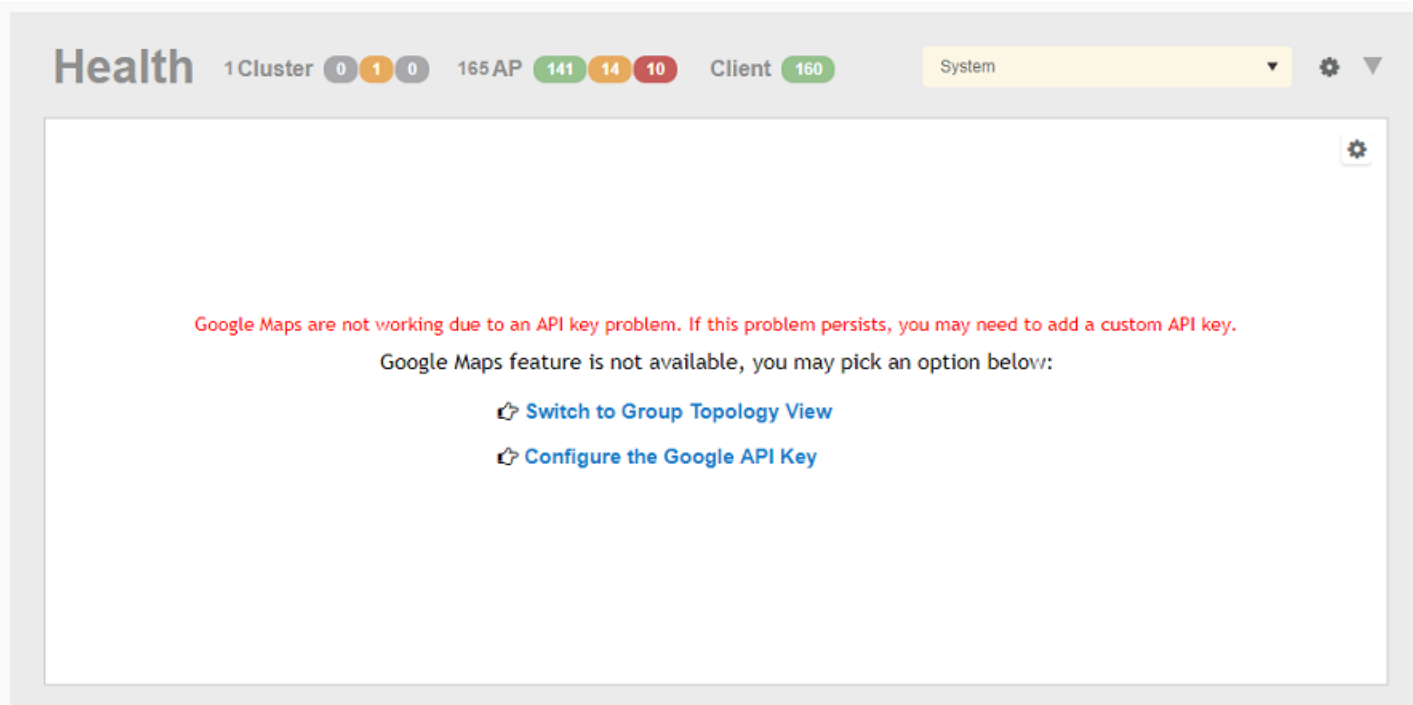 Health 1 Cluster 0 1 0 165 AP 141 14 10 Client 160 System
Google Maps are not working due to an API key problem. If this problem persists, you may need to add a custom API key.
Google Maps feature is not available, you may pick an option below:
Switch to Group Topology View
Configure the Google API Key